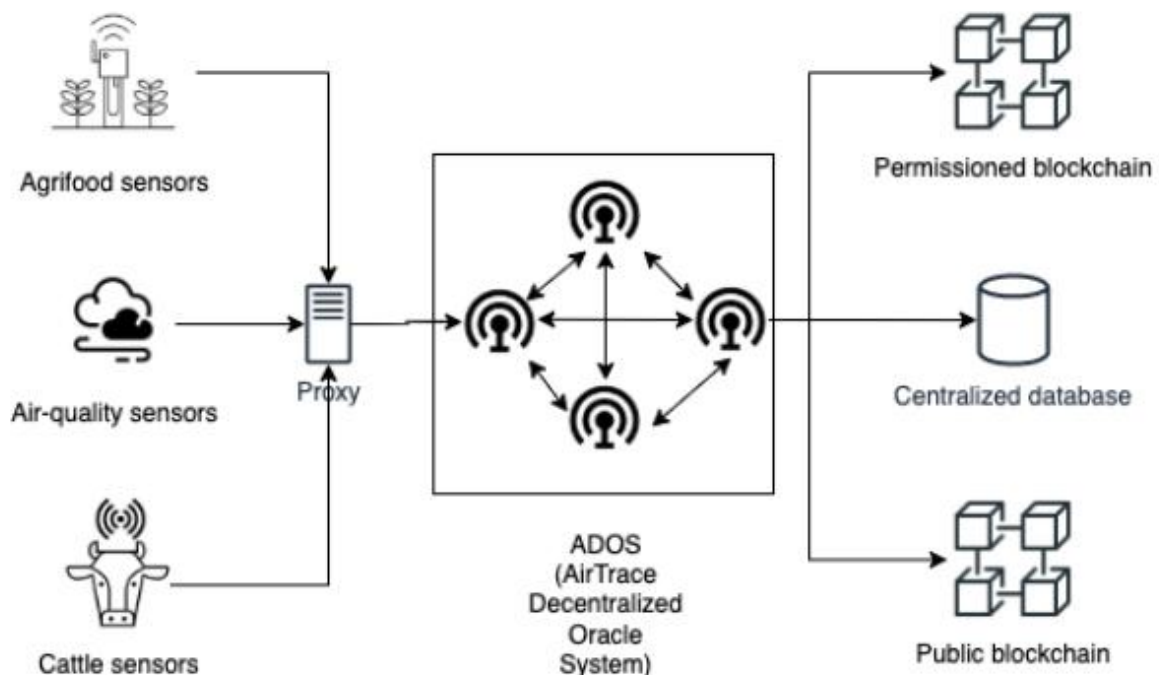 Agrifood sensors
Air-quality sensors
Cattle sensors
Proxy
ADOS
(AirTrace
Decentralized
Oracle
System)
Permissioned blockchain
Centralized database
Public blockchain